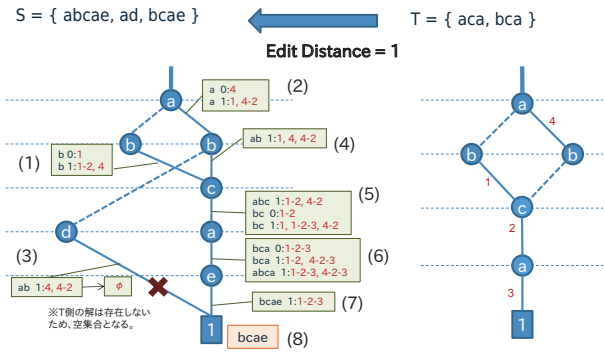 S = { abcae, ad, bcae }
T = { aca, bca }
Edit Distance = 1
a
a 0:4
a 1:1, 4-2
(2)
b
b
ab 1:1, 4, 4-2
(4)
(1)
b 0:1
b 1:1-2, 4
c
abc 1:1-2, 4-2
bc 0:1-2
bc 1:1, 1-2-3, 4-2
(5)
d
a
bca 0:1-2-3
bca 1:1-2, 4-2-3
abca 1:1-2-3, 4-2-3
(6)
(3)
ab 1:4, 4-2
φ
e
bcae 1:1-2-3
(7)
※T側の解は存在しない
ため、空集合となる。
1
bcae
(8)
a
4
b
b
1
c
2
a
3
1